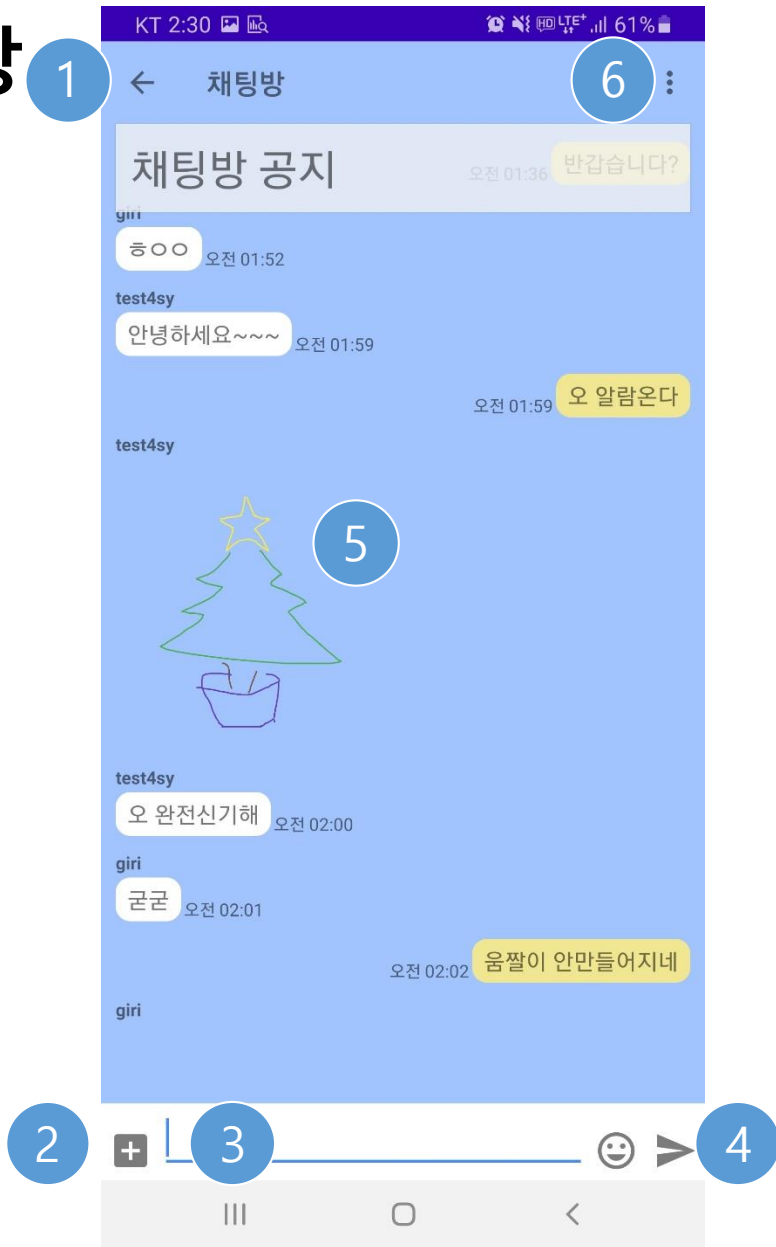 KT 2:30 HD LTE+ 61%
1 채팅방 6
채팅방 공지
오전 01:36 반갑습니다?
giri
ㅎㅇㅇ 오전 01:52
test4sy
안녕하세요~~~ 오전 01:59
오전 01:59 오 알람온다
test4sy
5
test4sy
오 완전신기해 오전 02:00
giri
굳굳 오전 02:01
오전 02:02 움짤이 안만들어지네
giri
2 3 4